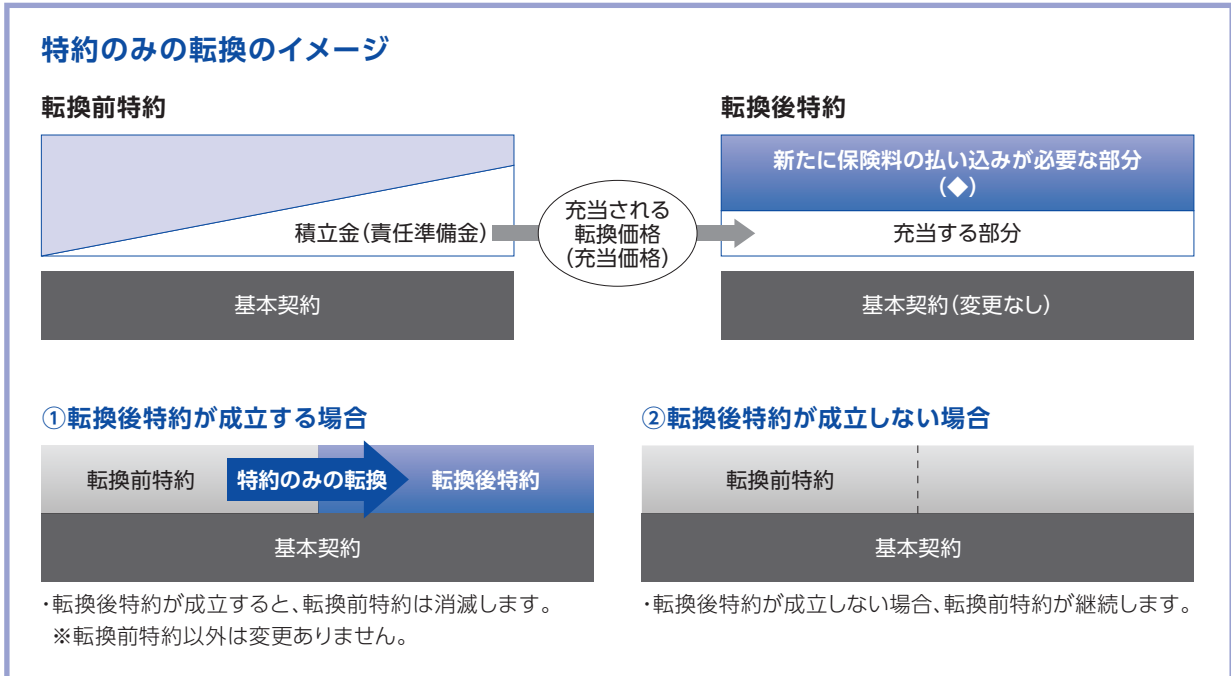 特約のみの転換のイメージ
転換前特約
積立金(責任準備金)
基本契約
充当される
転換価格
(充当価格)
転換後特約
新たに保険料の払い込みが必要な部分
(◆)
充当する部分
基本契約(変更なし)
①転換後特約が成立する場合
転換前特約
特約のみの転換
転換後特約
基本契約
・転換後特約が成立すると、転換前特約は消滅します。
※転換前特約以外は変更ありません。
②転換後特約が成立しない場合
転換前特約
基本契約
・転換後特約が成立しない場合、転換前特約が継続します。